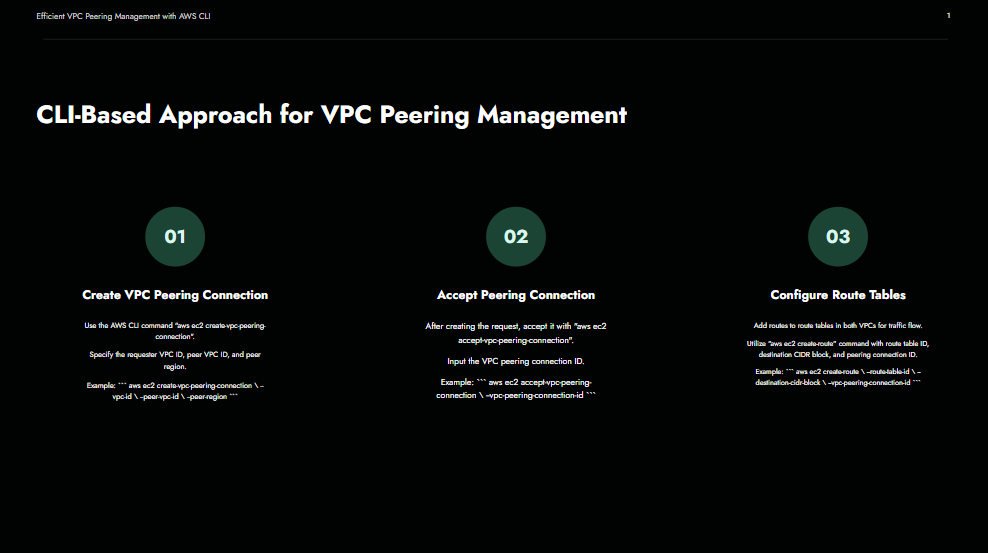 Efficient VPC Peering Management with AWS CLI
1
CLI-Based Approach for VPC Peering Management
01
Create VPC Peering Connection
Use the AWS CLI command "aws ec2 create-vpc-peering-
connection".
Specify the requester VPC ID, peer VPC ID, and peer
region.
Example: ``` aws ec2 create-vpc-peering-connection \ –
vpc-id \ –peer-vpc-id \ –peer-region ```
02
Accept Peering Connection
After creating the request, accept it with "aws ec2
accept-vpc-peering-connection".
Input the VPC peering connection ID.
Example: ``` aws ec2 accept-vpc-peering-
connection \ –vpc-peering-connection-id ```
03
Configure Route Tables
Add routes to route tables in both VPCs for traffic flow.
Utilize "aws ec2 create-route" command with route table ID,
destination CIDR block, and peering connection ID.
Example: ``` aws ec2 create-route \ –route-table-id \ –
destination-cidr-block \ –vpc-peering-connection-id ```